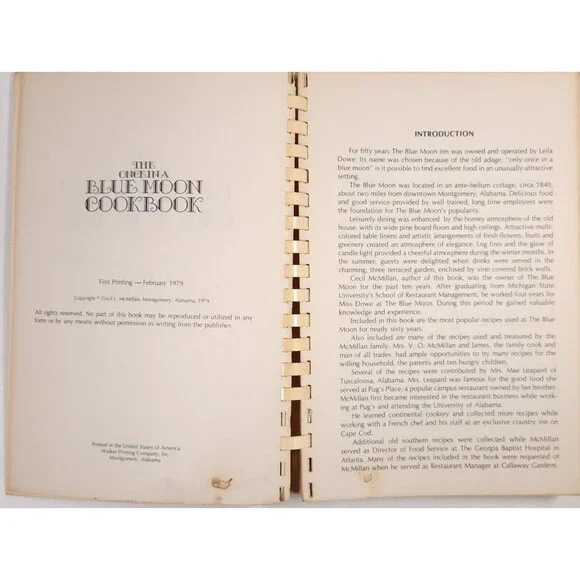 THE
ONCE IN A
BLUE MOON
COOKBOOK
First Printing — February 1979
Copyright © Cecil L. McMillan, Montgomery, Alabama, 1979
All rights reserved. No part of this book may be reproduced or utilized in any
form or by any means without permission in writing from the publisher.
Printed in the United States of America
Walker Printing Company, Inc.
Montgomery, Alabama
INTRODUCTION
For fifty years The Blue Moon Inn was owned and operated by Leila
Dowe. Its name was chosen because of the old adage, "only once in a
blue moon" is it possible to find excellent food in an unusually attractive
setting.
The Blue Moon was located in an ante-bellum cottage, circa 1840,
about two miles from downtown Montgomery, Alabama. Delicious food
and good service provided by well trained, long time employees were
the foundation for The Blue Moon's popularity.
Leisurely dining was enhanced by the homey atmosphere of the old
house, with its wide pine board floors and high ceilings. Attractive multi-
colored table linens and artistic arrangements of fresh flowers, fruits and
greenery created an atmosphere of elegance. Log fires and the glow of
candle light provided a cheerful atmosphere during the winter months. In
the summer, guests were delighted when drinks were served in the
charming, three terraced garden, enclosed by vine covered brick walls.
Cecil McMillan, author of this book, was the owner of The Blue
Moon for the past ten years. After graduating from Michigan State
University's School of Restaurant Management, he worked four years for
Miss Dowe at The Blue Moon. During this period he gained valuable
knowledge and experience.
Included in this book are the most popular recipes used at The Blue
Moon for nearly sixty years.
Also included are many of the recipes used and treasured by the
McMillan family. Mrs. V. O. McMillan and James, the family cook and
man of all trades, had ample opportunities to try many recipes for the
willing household, the parents and ten hungry children.
Several of the recipes were contributed by Mrs. Mae Leapard of
Tuscaloosa, Alabama. Mrs. Leapard was famous for the good food she
served at Pug's Place, a popular campus restaurant owned by her brother.
McMillan first became interested in the restaurant business while work-
ing at Pug's and attending the University of Alabama.
He learned continental cookery and collected more recipes while
working with a French chef and his staff at an exclusive country inn on
Cape Cod.
Additional old southern recipes were collected while McMillan
served as Director of Food Service at The Georgia Baptist Hospital in
Atlanta. Many of the recipes included in the book were requested of
McMillan when he served as Restaurant Manager at Callaway Gardens,